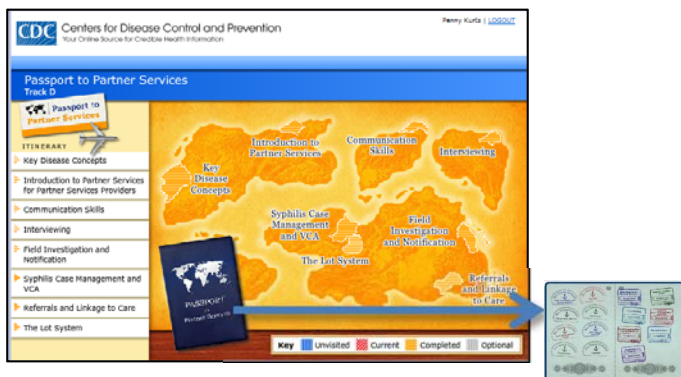 CDC
Centers for Disease Control and Prevention
Your Online Source for Credible Health Information
Penny Kurtz | LOGOUT
Passport to Partner Services
Track D
Passport to
Partner Services
ITINERARY
Key Disease Concepts
Introduction to Partner Services
for Partner Services Providers
Communication Skills
Interviewing
Field Investigation and
Notification
Syphilis Case Management and
VCA
Referrals and Linkage to Care
The Lot System
Introduction to
Partner Services
Communication
Skills
Interviewing
Key
Disease
Concepts
Syphilis Case
Management
and VCA
Field
Investigation
and Notification
The Lot System
Referrals
and Linkage
to Care
PASSPORT
Partner Services
Key Unvisited Current Completed Optional